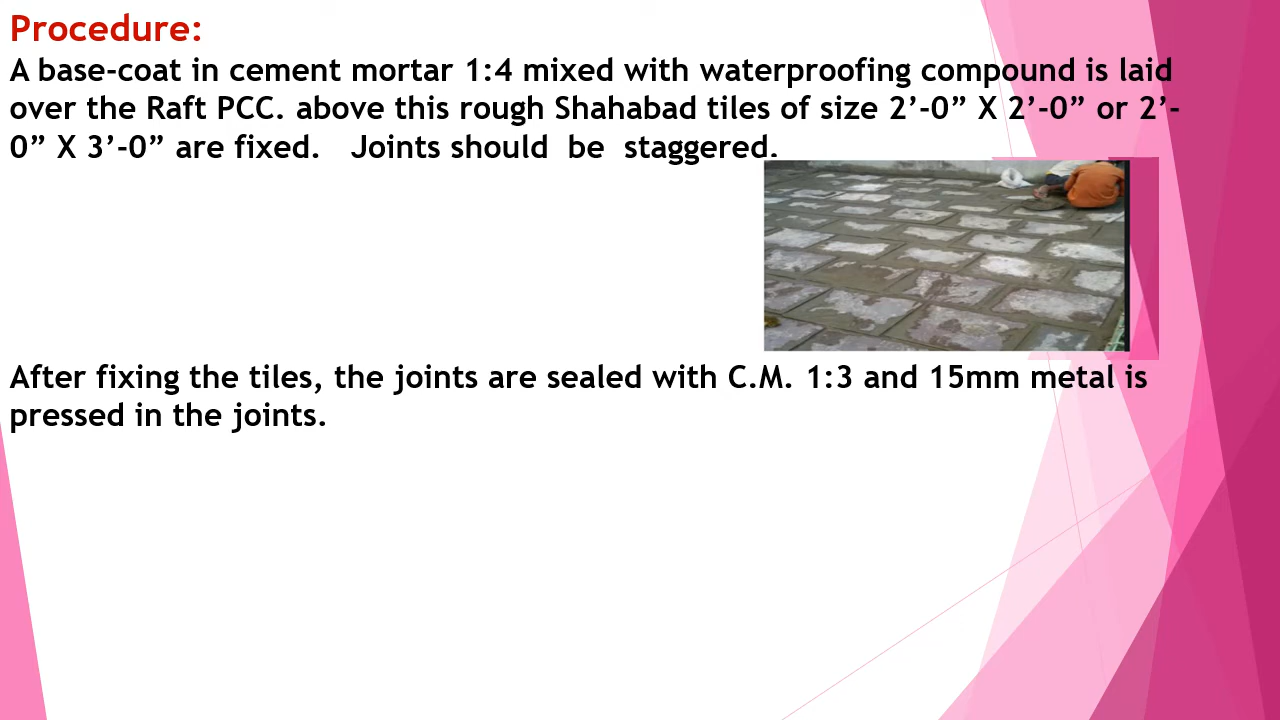 Procedure:
A base-coat in cement mortar 1:4 mixed with waterproofing compound is laid
over the Raft PCC. above this rough Shahabad tiles of size 2’-0” X 2’-0” or 2’-
0” X 3’-0” are fixed.   Joints should  be  staggered.
After fixing the tiles, the joints are sealed with C.M. 1:3 and 15mm metal is
pressed in the joints.